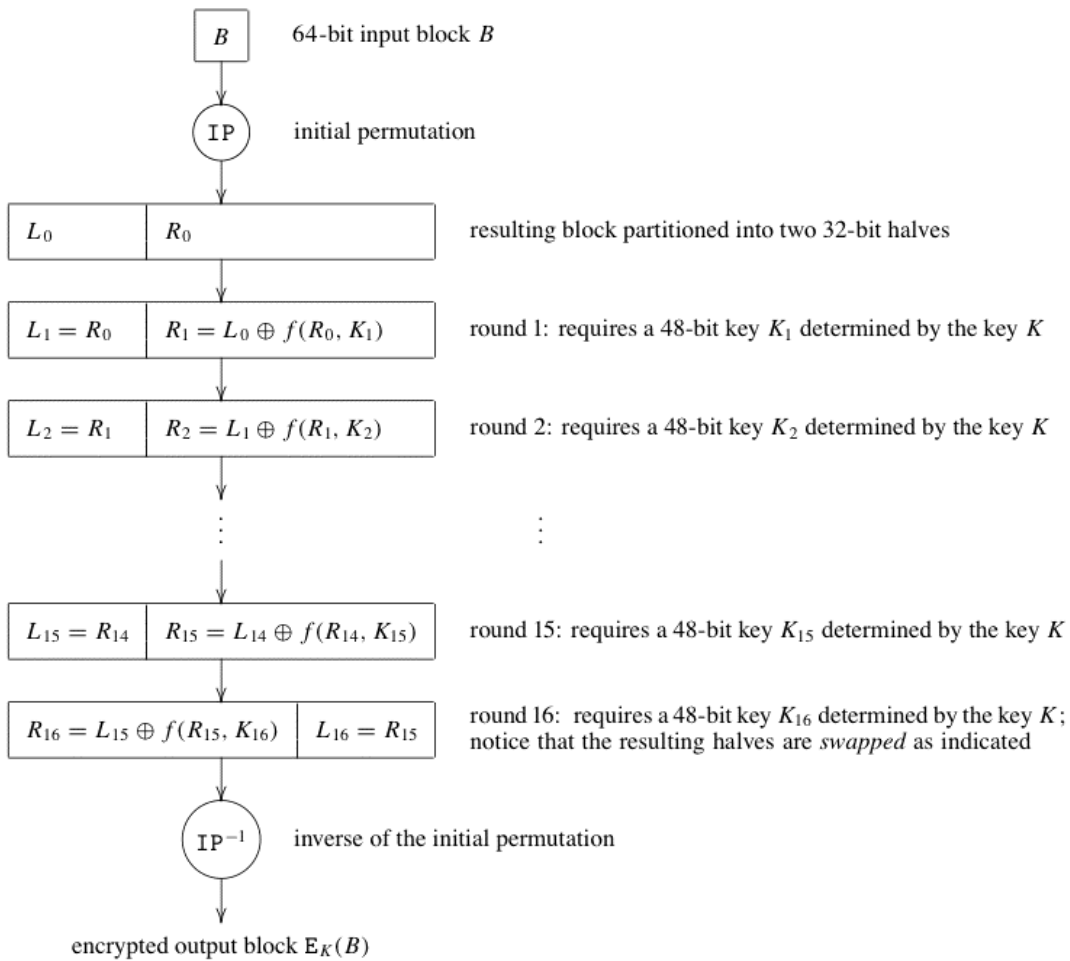 B 64-bit input block B
IP initial permutation
L₀ R₀ resulting block partitioned into two 32-bit halves
L₁ = R₀ R₁ = L₀ ⊕ f(R₀, K₁) round 1: requires a 48-bit key K₁ determined by the key K
L₂ = R₁ R₂ = L₁ ⊕ f(R₁, K₂) round 2: requires a 48-bit key K₂ determined by the key K
⋮ ⋮
L₁₅ = R₁₄ R₁₅ = L₁₄ ⊕ f(R₁₄, K₁₅) round 15: requires a 48-bit key K₁₅ determined by the key K
R₁₆ = L₁₅ ⊕ f(R₁₅, K₁₆) L₁₆ = R₁₅ round 16: requires a 48-bit key K₁₆ determined by the key K;
notice that the resulting halves are swapped as indicated
IP⁻¹ inverse of the initial permutation
encrypted output block E_K(B)